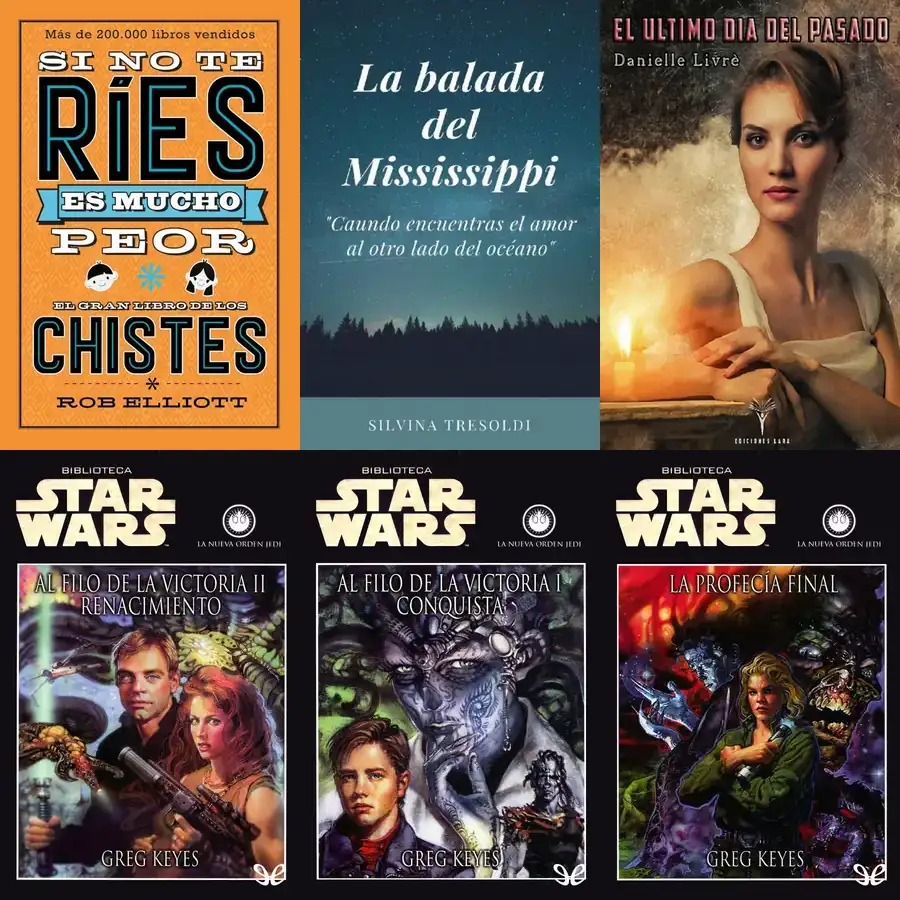 Más de 200.000 libros vendidos
SI NO TE
RÍES
ES MUCHO
PEOR
EL GRAN LIBRO DE LOS
CHISTES
ROB ELLIOTT
La balada
del
Mississippi
"Caundo encuentras el amor
al otro lado del océano"
SILVINA TRESOLDI
EL ULTIMO DIA DEL PASADO
Danielle Livrè
EDICIONES AARA
BIBLIOTECA
STAR
WARS
LA NUEVA ORDEN JEDI
AL FILO DE LA VICTORIA II
RENACIMIENTO
GREG KEYES
BIBLIOTECA
STAR
WARS
LA NUEVA ORDEN JEDI
AL FILO DE LA VICTORIA I
CONQUISTA
GREG KEYES
BIBLIOTECA
STAR
WARS
LA NUEVA ORDEN JEDI
LA PROFECÍA FINAL
GREG KEYES